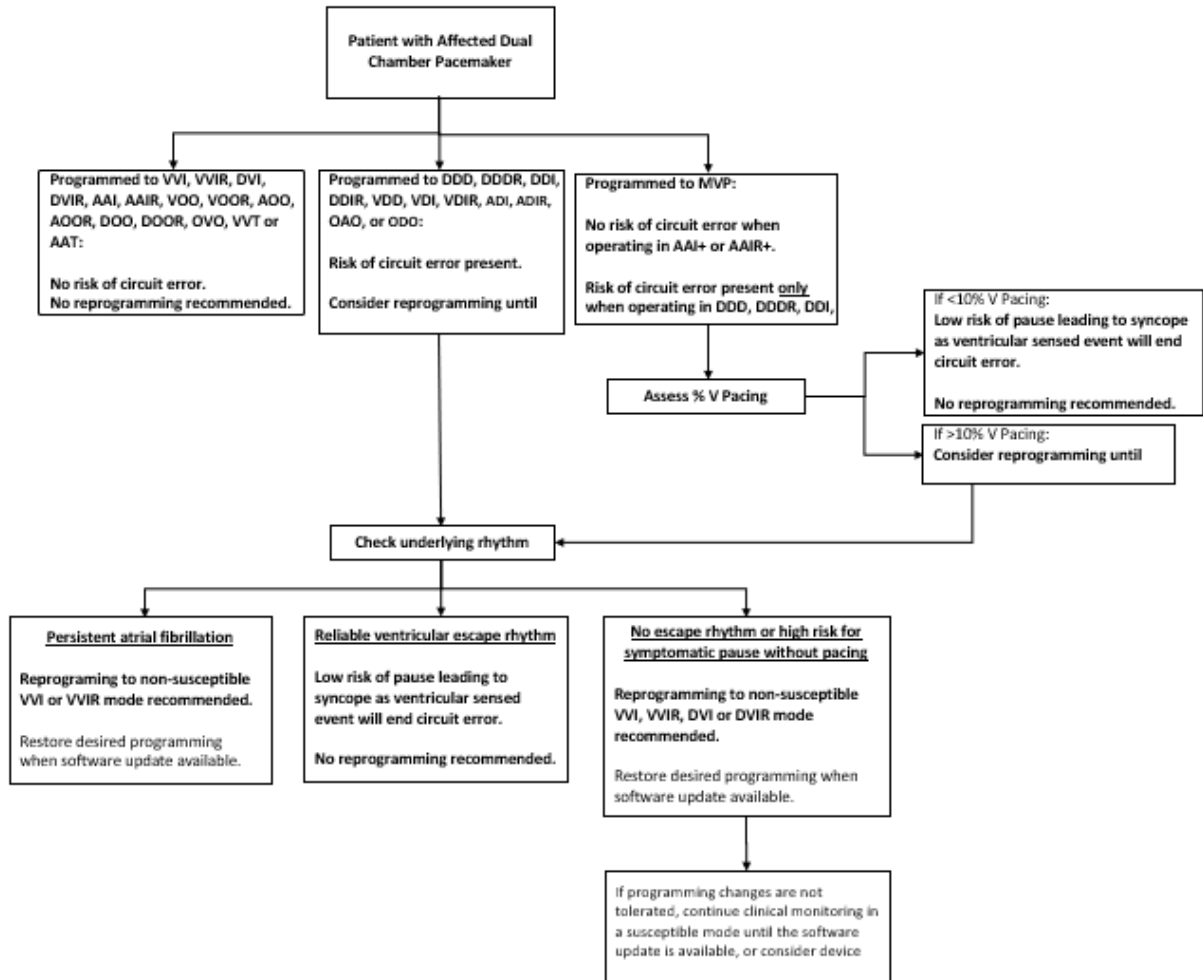 Patient with Affected Dual
Chamber Pacemaker
Programmed to VVI, VVIR, DVI,
DVIR, AAI, AAIR, VOO, VOOR, AOO,
AOOR, DOO, DOOR, OVO, VVT or
AAT:
No risk of circuit error.
No reprogramming recommended.
Programmed to DDD, DDDR, DDI,
DDIR, VDD, VDI, VDIR, ADI, ADIR,
OAO, or ODO:
Risk of circuit error present.
Consider reprogramming until
Programmed to MVP:
No risk of circuit error when
operating in AAI+ or AAIR+.
Risk of circuit error present only
when operating in DDD, DDDR, DDI,
Assess % V Pacing
If <10% V Pacing:
Low risk of pause leading to syncope
as ventricular sensed event will end
circuit error.
No reprogramming recommended.
If >10% V Pacing:
Consider reprogramming until
Check underlying rhythm
Persistent atrial fibrillation
Reprograming to non-susceptible
VVI or VVIR mode recommended.
Restore desired programming
when software update available.
Reliable ventricular escape rhythm
Low risk of pause leading to
syncope as ventricular sensed
event will end circuit error.
No reprogramming recommended.
No escape rhythm or high risk for
symptomatic pause without pacing
Reprogramming to non-susceptible
VVI, VVIR, DVI or DVIR mode
recommended.
Restore desired programming when
software update available.
If programming changes are not
tolerated, continue clinical monitoring in
a susceptible mode until the software
update is available, or consider device